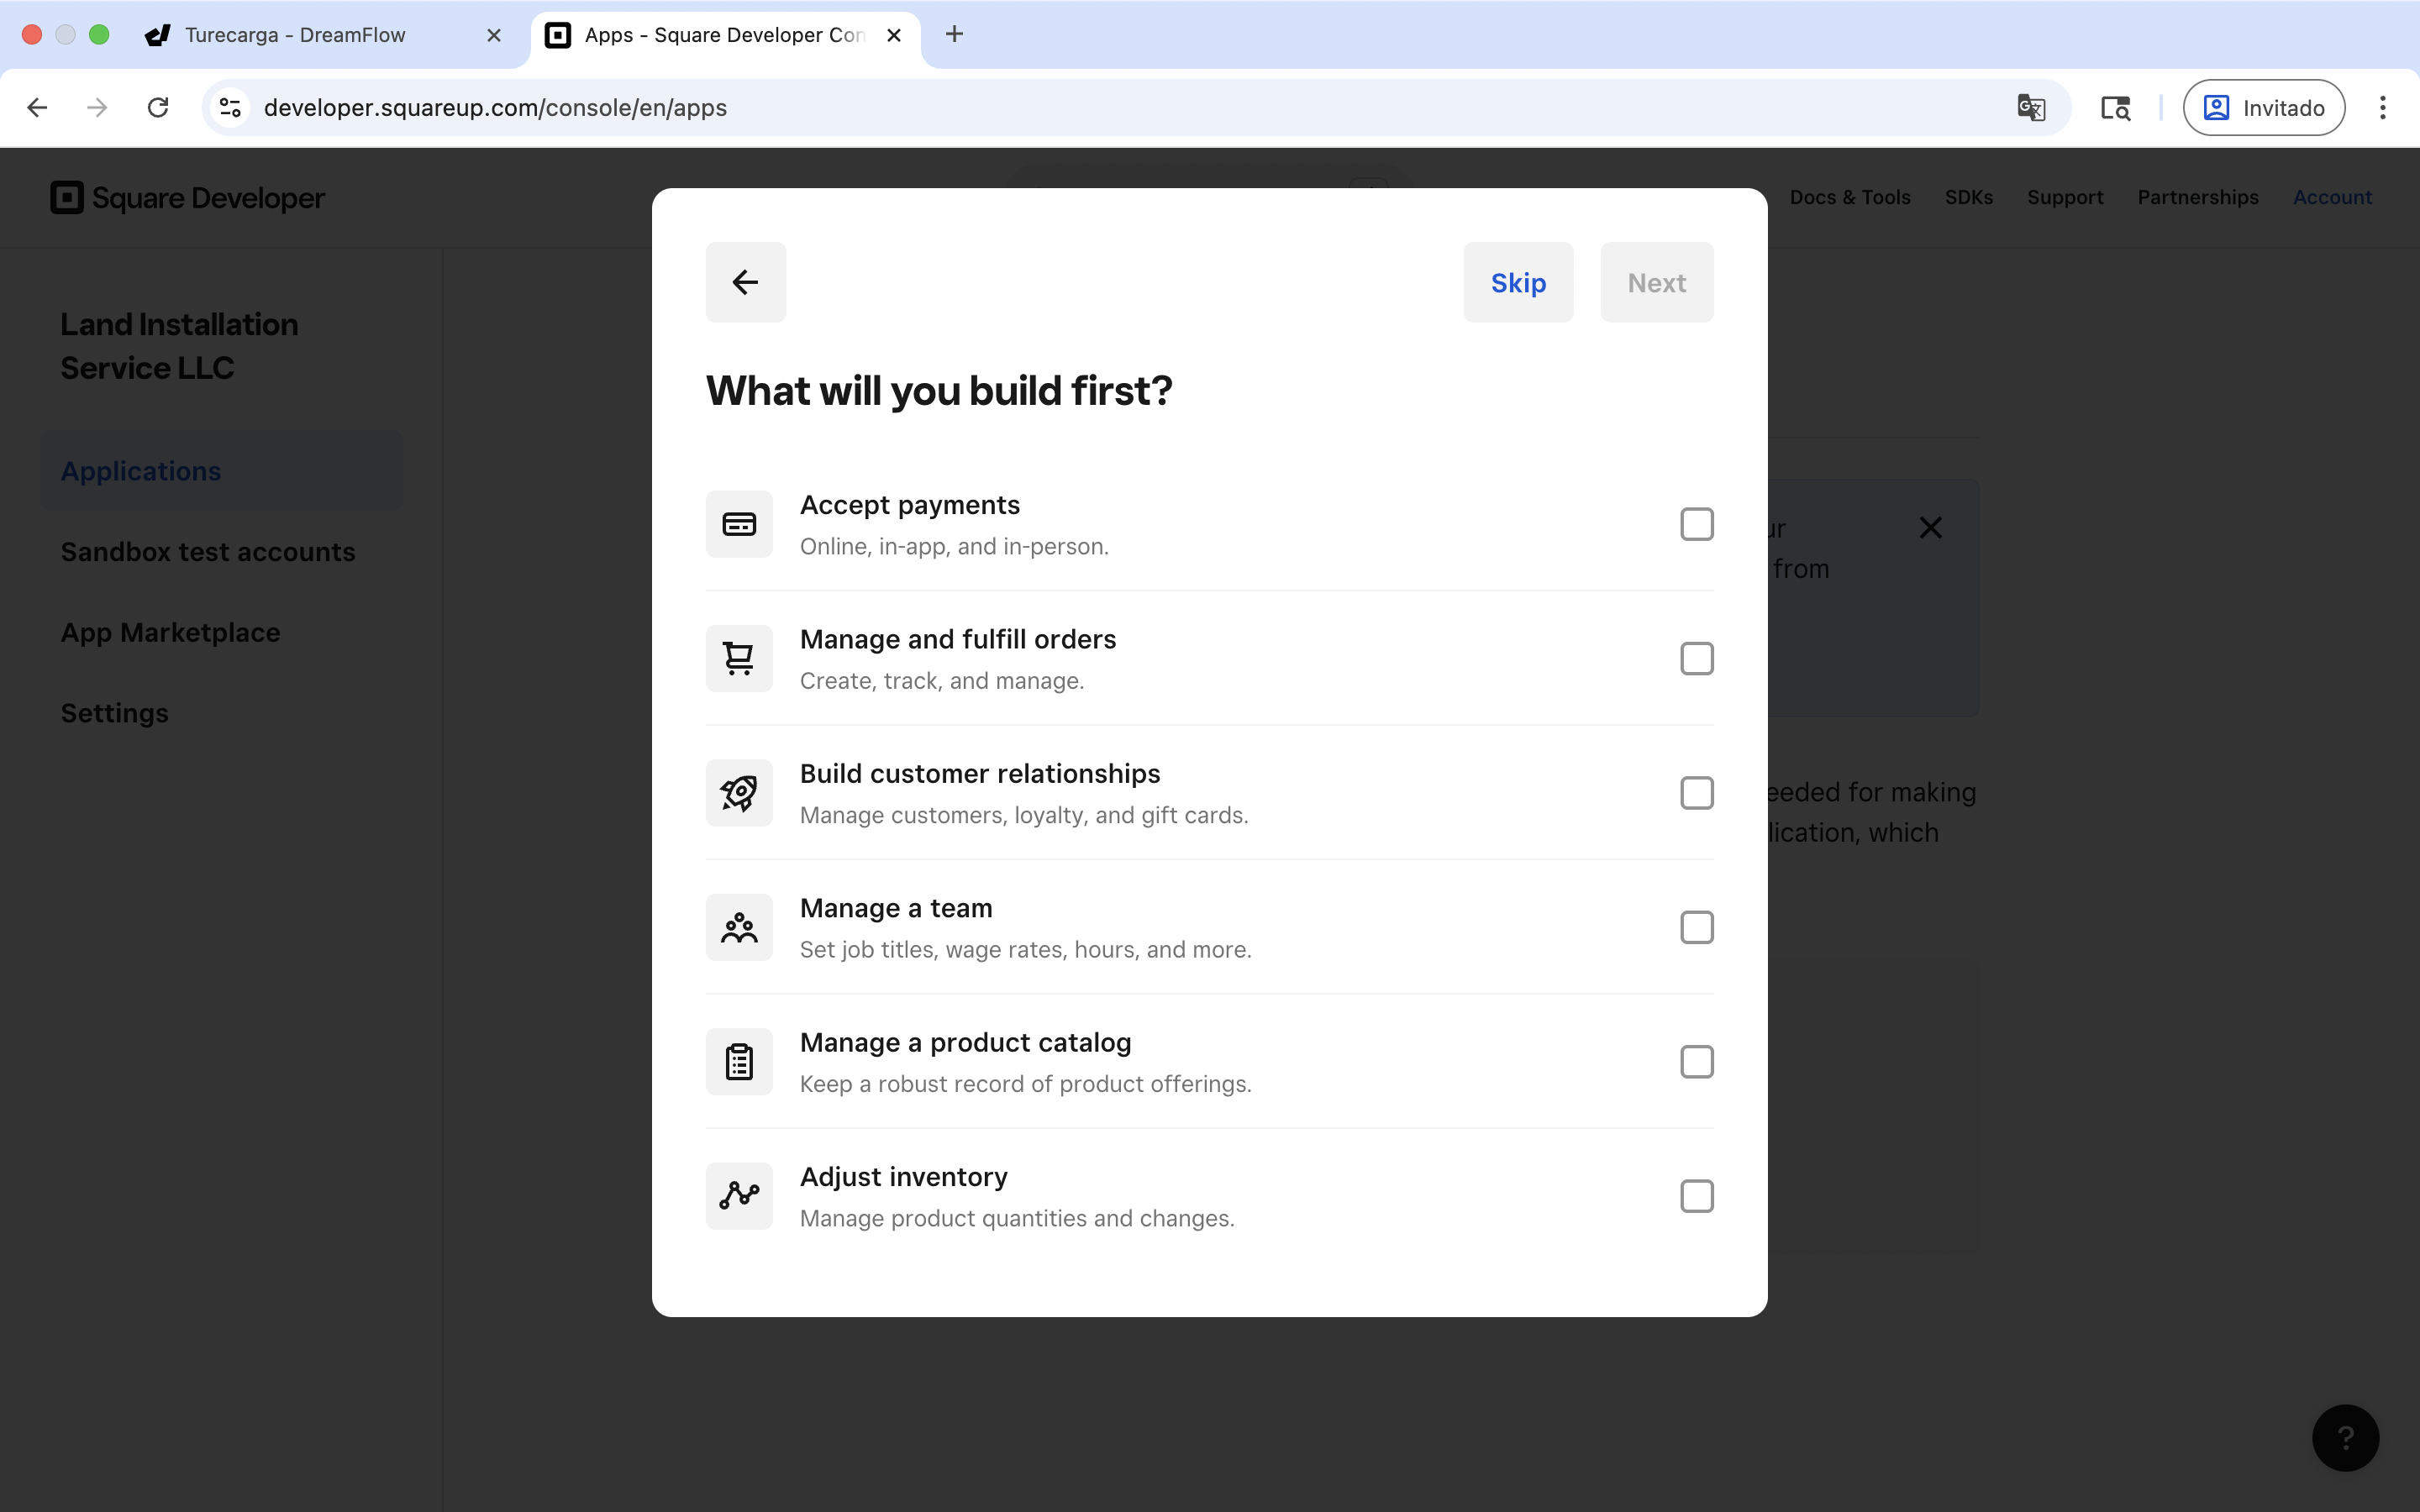 Turecarga - DreamFlow
Apps - Square Developer Con
developer.squareup.com/console/en/apps
Invitado
Square Developer
Docs & Tools
SDKs
Support
Partnerships
Account
Land Installation
Service LLC
Applications
Sandbox test accounts
App Marketplace
Settings
Skip
Next
What will you build first?
Accept payments
Online, in-app, and in-person.
Manage and fulfill orders
Create, track, and manage.
Build customer relationships
Manage customers, loyalty, and gift cards.
Manage a team
Set job titles, wage rates, hours, and more.
Manage a product catalog
Keep a robust record of product offerings.
Adjust inventory
Manage product quantities and changes.
ur
from
eeded for making
lication, which
?